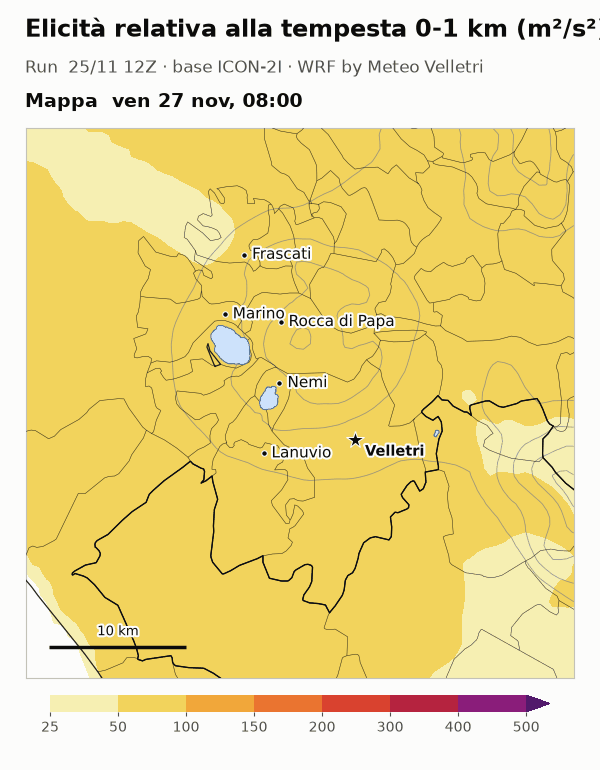 Elicità relativa alla tempesta 0-1 km (m²/s²)
Run  25/11 12Z · base ICON-2I · WRF by Meteo Velletri
Mappa  ven 27 nov, 08:00
Frascati
Marino
Rocca di Papa
Nemi
Lanuvio
Velletri
10 km
25 50 100 150 200 300 400 500